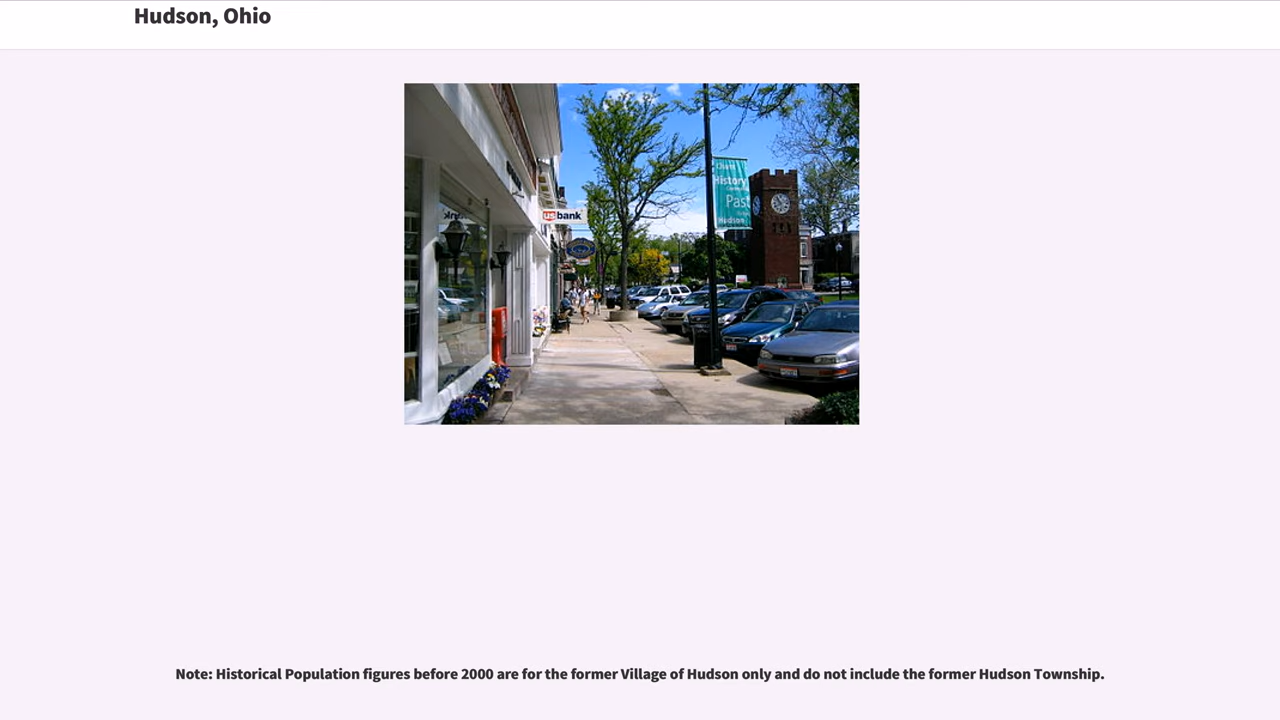 Hudson, Ohio
usbank
History
Past
Hudson
Note: Historical Population figures before 2000 are for the former Village of Hudson only and do not include the former Hudson Township.